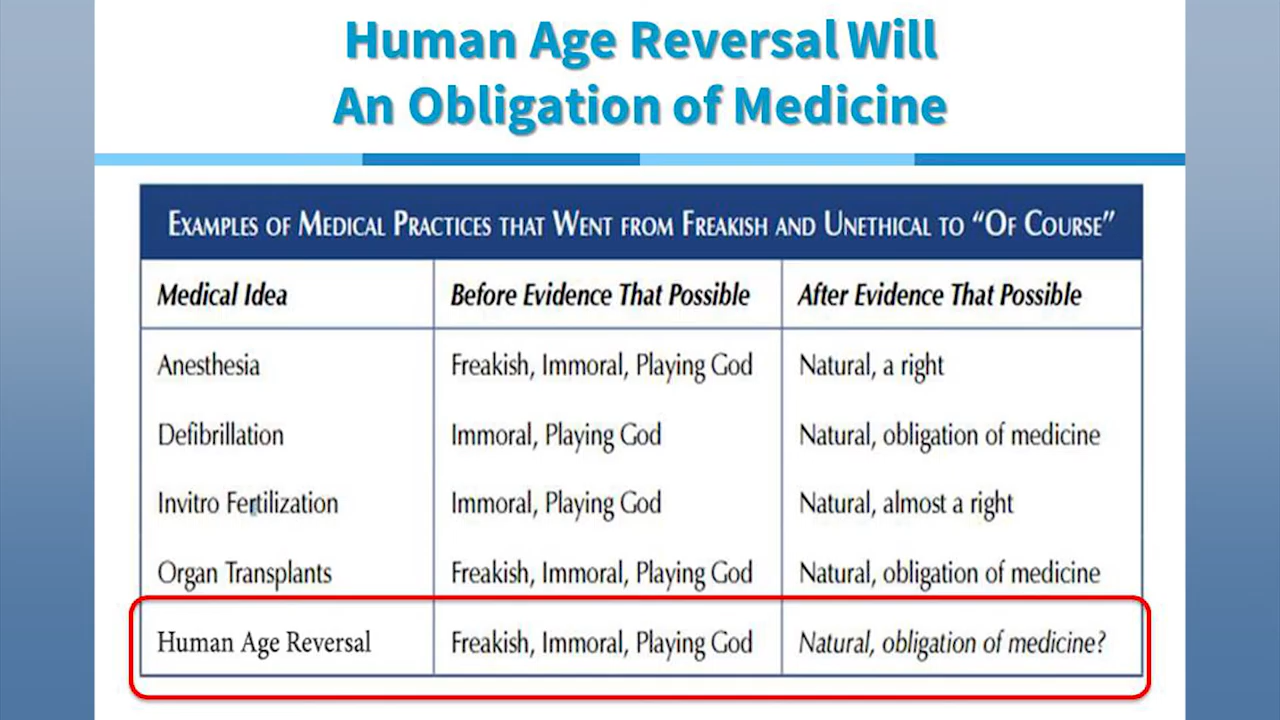 Human Age Reversal Will
An Obligation of Medicine
EXAMPLES OF MEDICAL PRACTICES THAT WENT FROM FREAKISH AND UNETHICAL TO “OF COURSE”
Medical Idea Before Evidence That Possible After Evidence That Possible
Anesthesia Freakish, Immoral, Playing God Natural, a right
Defibrillation Immoral, Playing God Natural, obligation of medicine
Invitro Fertilization Immoral, Playing God Natural, almost a right
Organ Transplants Freakish, Immoral, Playing God Natural, obligation of medicine
Human Age Reversal Freakish, Immoral, Playing God Natural, obligation of medicine?